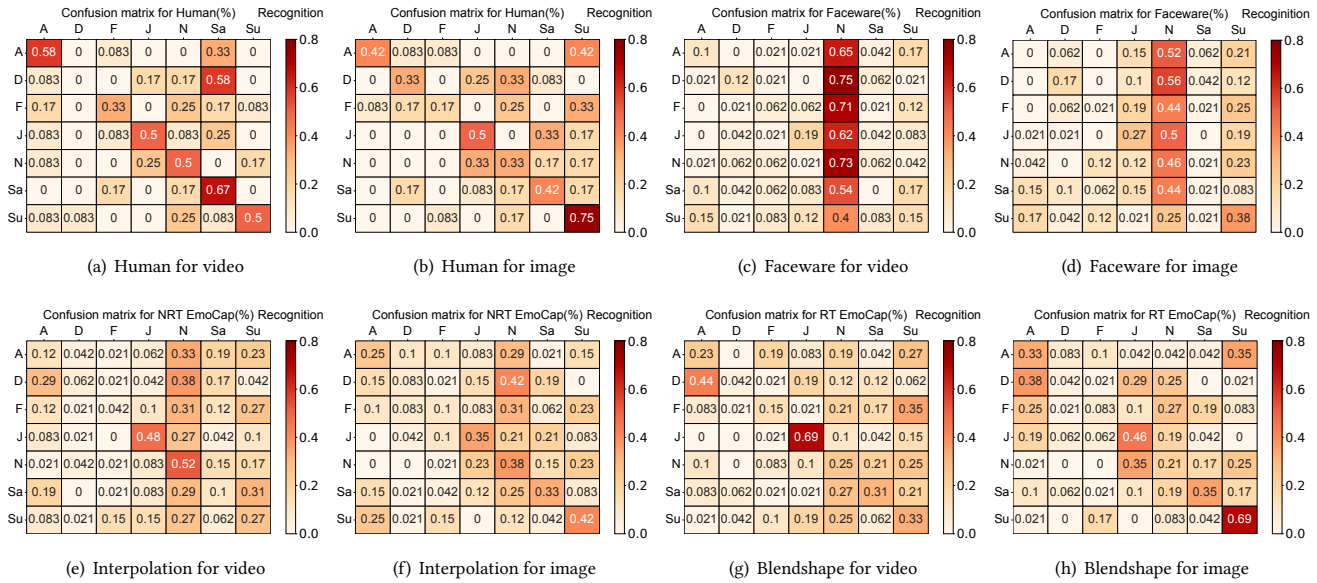 Confusion matrix for Human(%) Recognition
A D F J N Sa Su
A 0.58 0 0.083 0 0 0.33 0
D 0.083 0 0 0.17 0.17 0.58 0
F 0.17 0 0.33 0 0.25 0.17 0.083
J 0.083 0 0.083 0.5 0.083 0.25 0
N 0.083 0 0 0.25 0.5 0 0.17
Sa 0 0 0.17 0 0.17 0.67 0
Su 0.083 0.083 0 0 0.25 0.083 0.5
0.8
0.6
0.4
0.2
0.0
(a) Human for video
Confusion matrix for Human(%) Recognition
A D F J N Sa Su
A 0.42 0.083 0.083 0 0 0 0.42
D 0 0.33 0 0.25 0.33 0.083 0
F 0.083 0.17 0.17 0 0.25 0 0.33
J 0 0 0 0.5 0 0.33 0.17
N 0 0 0 0.33 0.33 0.17 0.17
Sa 0 0.17 0 0.083 0.17 0.42 0.17
Su 0 0 0.083 0 0.17 0 0.75
0.8
0.6
0.4
0.2
0.0
(b) Human for image
Confusion matrix for Faceware(%) Recognition
A D F J N Sa Su
A 0.1 0 0.021 0.021 0.65 0.042 0.17
D 0.021 0.12 0.021 0 0.75 0.062 0.021
F 0 0.021 0.062 0.062 0.71 0.021 0.12
J 0 0.042 0.021 0.19 0.62 0.042 0.083
N 0.021 0.062 0.062 0.021 0.73 0.062 0.042
Sa 0.1 0.042 0.062 0.083 0.54 0 0.17
Su 0.15 0.021 0.083 0.12 0.4 0.083 0.15
0.8
0.6
0.4
0.2
0.0
(c) Faceware for video
Confusion matrix for Faceware(%) Recoginition
A D F J N Sa Su
A 0 0.062 0 0.15 0.52 0.062 0.21
D 0 0.17 0 0.1 0.56 0.042 0.12
F 0 0.062 0.021 0.19 0.44 0.021 0.25
J 0.021 0.021 0 0.27 0.5 0 0.19
N 0.042 0 0.12 0.12 0.46 0.021 0.23
Sa 0.15 0.1 0.062 0.15 0.44 0.021 0.083
Su 0.17 0.042 0.12 0.021 0.25 0.021 0.38
0.8
0.6
0.4
0.2
0.0
(d) Faceware for image
Confusion matrix for NRT EmoCap(%) Recognition
A D F J N Sa Su
A 0.12 0.042 0.021 0.062 0.33 0.19 0.23
D 0.29 0.062 0.021 0.042 0.38 0.17 0.042
F 0.12 0.021 0.042 0.1 0.31 0.12 0.27
J 0.083 0.021 0 0.48 0.27 0.042 0.1
N 0.021 0.042 0.021 0.083 0.52 0.15 0.17
Sa 0.19 0 0.021 0.083 0.29 0.1 0.31
Su 0.083 0.021 0.15 0.15 0.27 0.062 0.27
0.8
0.6
0.4
0.2
0.0
(e) Interpolation for video
Confusion matrix for NRT EmoCap(%) Recognition
A D F J N Sa Su
A 0.25 0.1 0.1 0.083 0.29 0.021 0.15
D 0.15 0.083 0.021 0.15 0.42 0.19 0
F 0.1 0.083 0.1 0.083 0.31 0.062 0.23
J 0 0.042 0.1 0.35 0.21 0.21 0.083
N 0 0 0.021 0.23 0.38 0.15 0.23
Sa 0.15 0.021 0.042 0.12 0.25 0.33 0.083
Su 0.25 0.021 0.15 0 0.12 0.042 0.42
0.8
0.6
0.4
0.2
0.0
(f) Interpolation for image
Confusion matrix for RT EmoCap(%) Recognition
A D F J N Sa Su
A 0.23 0 0.19 0.083 0.19 0.042 0.27
D 0.44 0.042 0.021 0.19 0.12 0.12 0.062
F 0.083 0.021 0.15 0.021 0.21 0.17 0.35
J 0 0 0.021 0.69 0.1 0.042 0.15
N 0.1 0 0.083 0.1 0.25 0.21 0.25
Sa 0.083 0.062 0.021 0.042 0.27 0.31 0.21
Su 0.021 0.042 0.1 0.19 0.25 0.062 0.33
0.8
0.6
0.4
0.2
0.0
(g) Blendshape for video
Confusion matrix for RT EmoCap(%) Recognition
A D F J N Sa Su
A 0.33 0.083 0.1 0.042 0.042 0.042 0.35
D 0.38 0.042 0.021 0.29 0.25 0 0.021
F 0.25 0.021 0.083 0.1 0.27 0.19 0.083
J 0.19 0.062 0.062 0.46 0.19 0.042 0
N 0.021 0 0 0.35 0.21 0.17 0.25
Sa 0.1 0.062 0.021 0.1 0.19 0.35 0.17
Su 0.021 0 0.17 0 0.083 0.042 0.69
0.8
0.6
0.4
0.2
0.0
(h) Blendshape for image